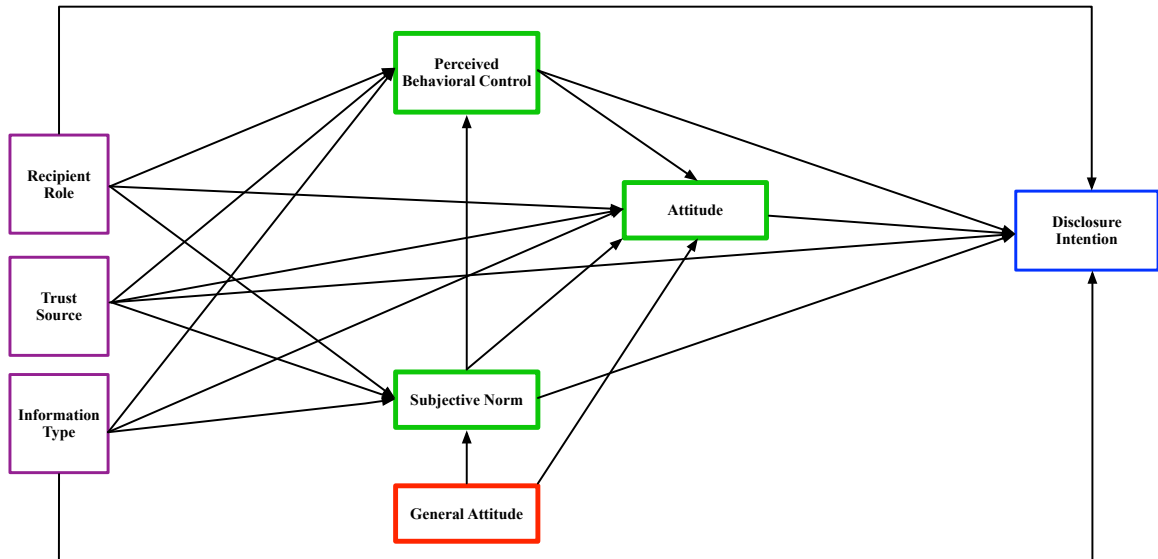 Perceived
Behavioral Control
Recipient
Role
Attitude
Disclosure
Intention
Trust
Source
Information
Type
Subjective Norm
General Attitude